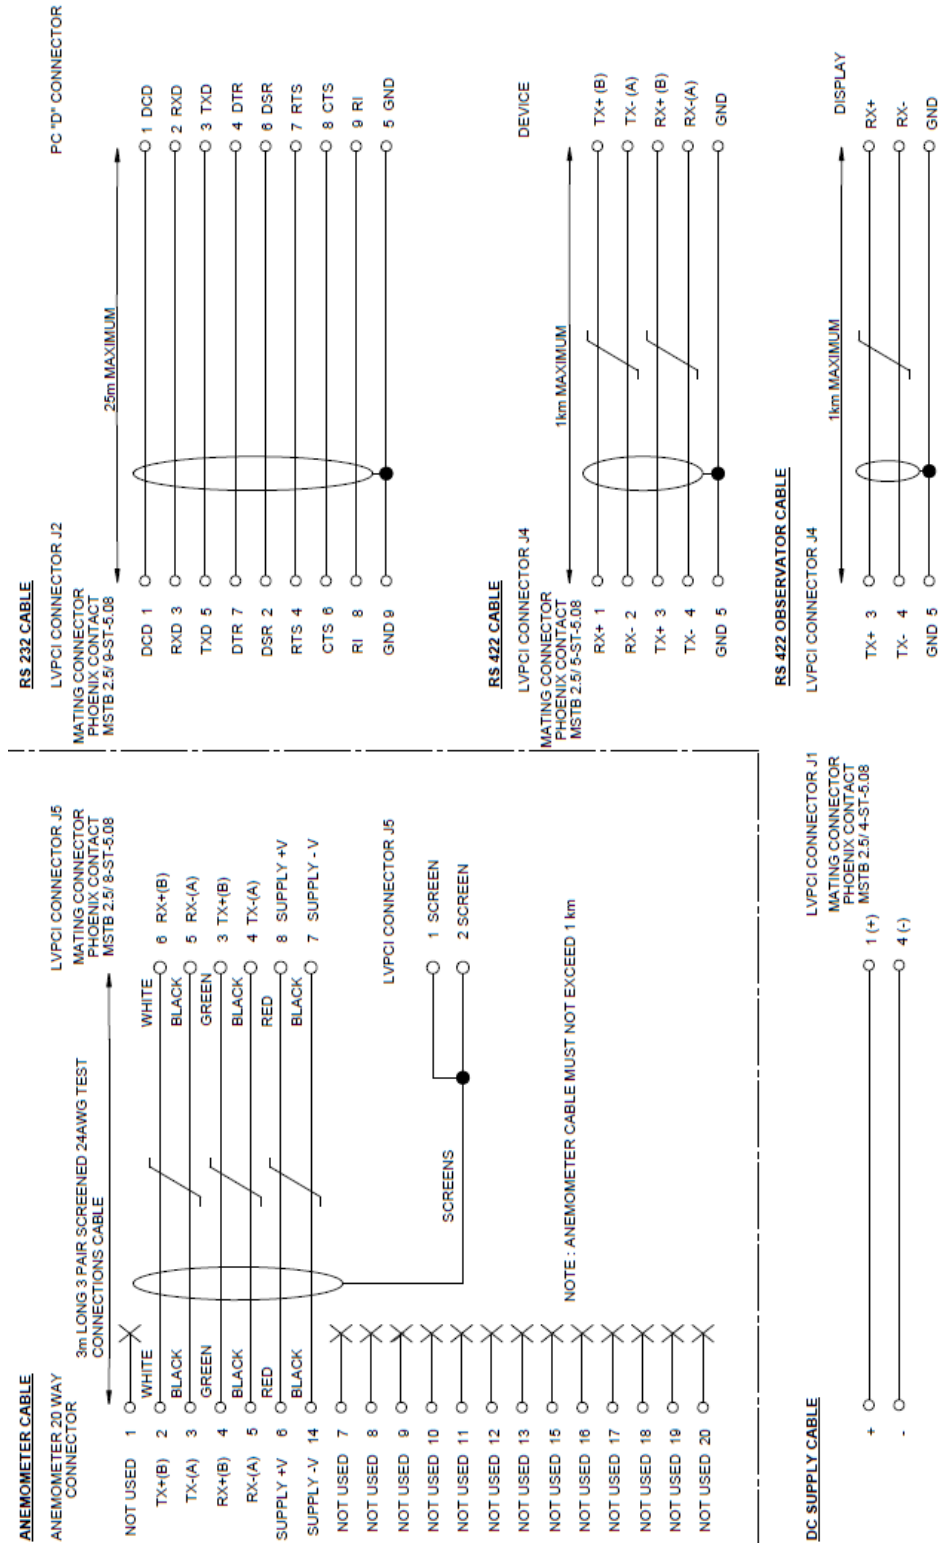 ANEMOMETER CABLE
ANEMOMETER 20 WAY
CONNECTOR
3m LONG 3 PAIR SCREENED 24AWG TEST
CONNECTIONS CABLE
LVPCI CONNECTOR J5
MATING CONNECTOR
PHOENIX CONTACT
MSTB 2.5/ 8-ST-5.08
NOT USED 1
TX+(B) 2 WHITE WHITE 6 RX+(B)
TX-(A) 3 BLACK BLACK 5 RX-(A)
RX+(B) 4 GREEN GREEN 3 TX+(B)
RX-(A) 5 BLACK BLACK 4 TX-(A)
SUPPLY +V 6 RED RED 8 SUPPLY +V
SUPPLY -V 14 BLACK BLACK 7 SUPPLY - V
NOT USED 7
NOT USED 8
NOT USED 9
NOT USED 10
NOT USED 11
NOT USED 12
NOT USED 13
NOT USED 15
NOT USED 16
NOT USED 17
NOT USED 18
NOT USED 19
NOT USED 20
SCREENS
LVPCI CONNECTOR J5
1 SCREEN
2 SCREEN
NOTE : ANEMOMETER CABLE MUST NOT EXCEED 1 km
RS 232 CABLE
LVPCI CONNECTOR J2
MATING CONNECTOR
PHOENIX CONTACT
MSTB 2.5/ 9-ST-5.08
25m MAXIMUM
PC "D" CONNECTOR
DCD 1 1 DCD
RXD 3 2 RXD
TXD 5 3 TXD
DTR 7 4 DTR
DSR 2 6 DSR
RTS 4 7 RTS
CTS 6 8 CTS
RI 8 9 RI
GND 9 5 GND
RS 422 CABLE
LVPCI CONNECTOR J4
MATING CONNECTOR
PHOENIX CONTACT
MSTB 2.5/ 5-ST-5.08
1km MAXIMUM
DEVICE
RX+ 1 TX+ (B)
RX- 2 TX- (A)
TX+ 3 RX+ (B)
TX- 4 RX-(A)
GND 5 GND
DC SUPPLY CABLE
LVPCI CONNECTOR J1
MATING CONNECTOR
PHOENIX CONTACT
MSTB 2.5/ 4-ST-5.08
+ 1 (+)
- 4 (-)
RS 422 OBSERVATOR CABLE
LVPCI CONNECTOR J4
1km MAXIMUM
DISPLAY
TX+ 3 RX+
TX- 4 RX-
GND 5 GND